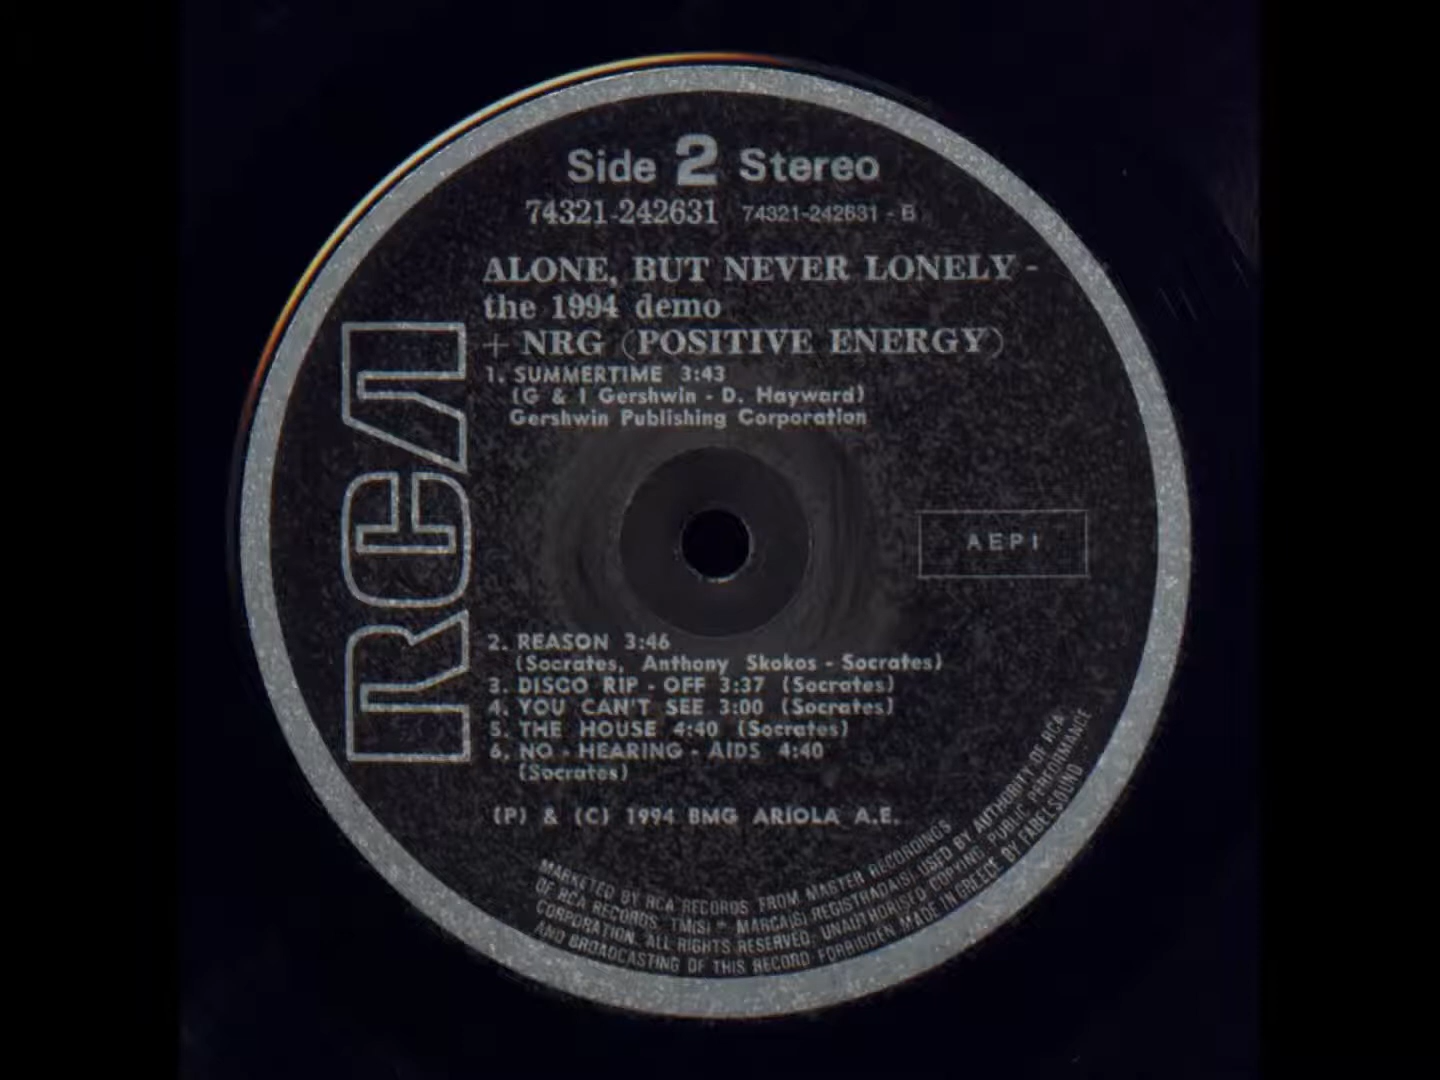 Side 2 Stereo
74321-242631 74321-242631 - B
ALONE, BUT NEVER LONELY -
the 1994 demo
+ NRG (POSITIVE ENERGY)
1. SUMMERTIME 3:43
(G & I Gershwin - D. Hayward)
Gershwin Publishing Corporation
RCA
AEPI
2. REASON 3:46
(Socrates, Anthony Skokos - Socrates)
3. DISCO RIP - OFF 3:37 (Socrates)
4. YOU CAN'T SEE 3:00 (Socrates)
5. THE HOUSE 4:40 (Socrates)
6. NO - HEARING - AIDS 4:40
(Socrates)
(P) & (C) 1994 BMG ARIOLA A.E.
MARKETED BY RCA RECORDS FROM MASTER RECORDINGS
OF RCA RECORDS. TM(S) ® MARCA(S) REGISTRADA(S) USED BY AUTHORITY OF RCA
CORPORATION. ALL RIGHTS RESERVED. UNAUTHORISED COPYING. PUBLIC PERFORMANCE
AND BROADCASTING OF THIS RECORD FORBIDDEN MADE IN GREECE BY FABELSOUND